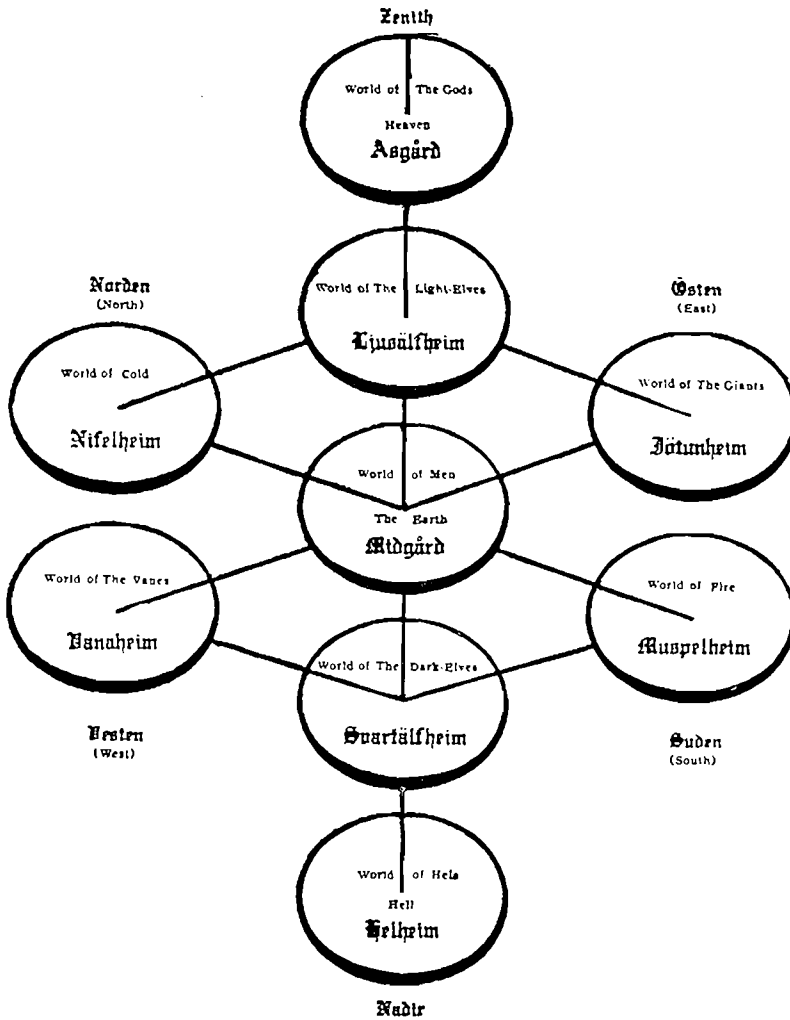 Zenith
World of The Gods
Heaven
Asgård
World of The Light-Elves
Ljusälfheim
Norden
(North)
World of Cold
Nifelheim
Östen
(East)
World of The Giants
Jötunheim
World of Men
The Earth
Midgård
World of The Vanes
Vanaheim
World of Fire
Muspelheim
World of The Dark-Elves
Svartälfheim
Vesten
(West)
Suden
(South)
World of Hels
Hell
Helheim
Nadir